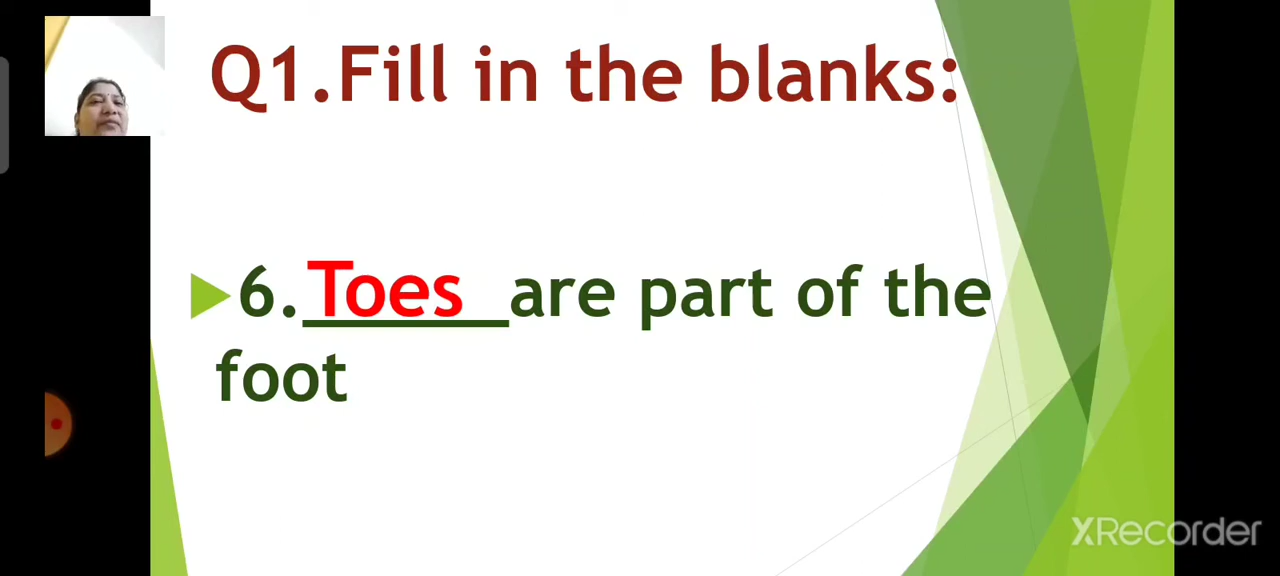 Q1.Fill in the blanks:
6.Toes are part of the
foot
XRecorder